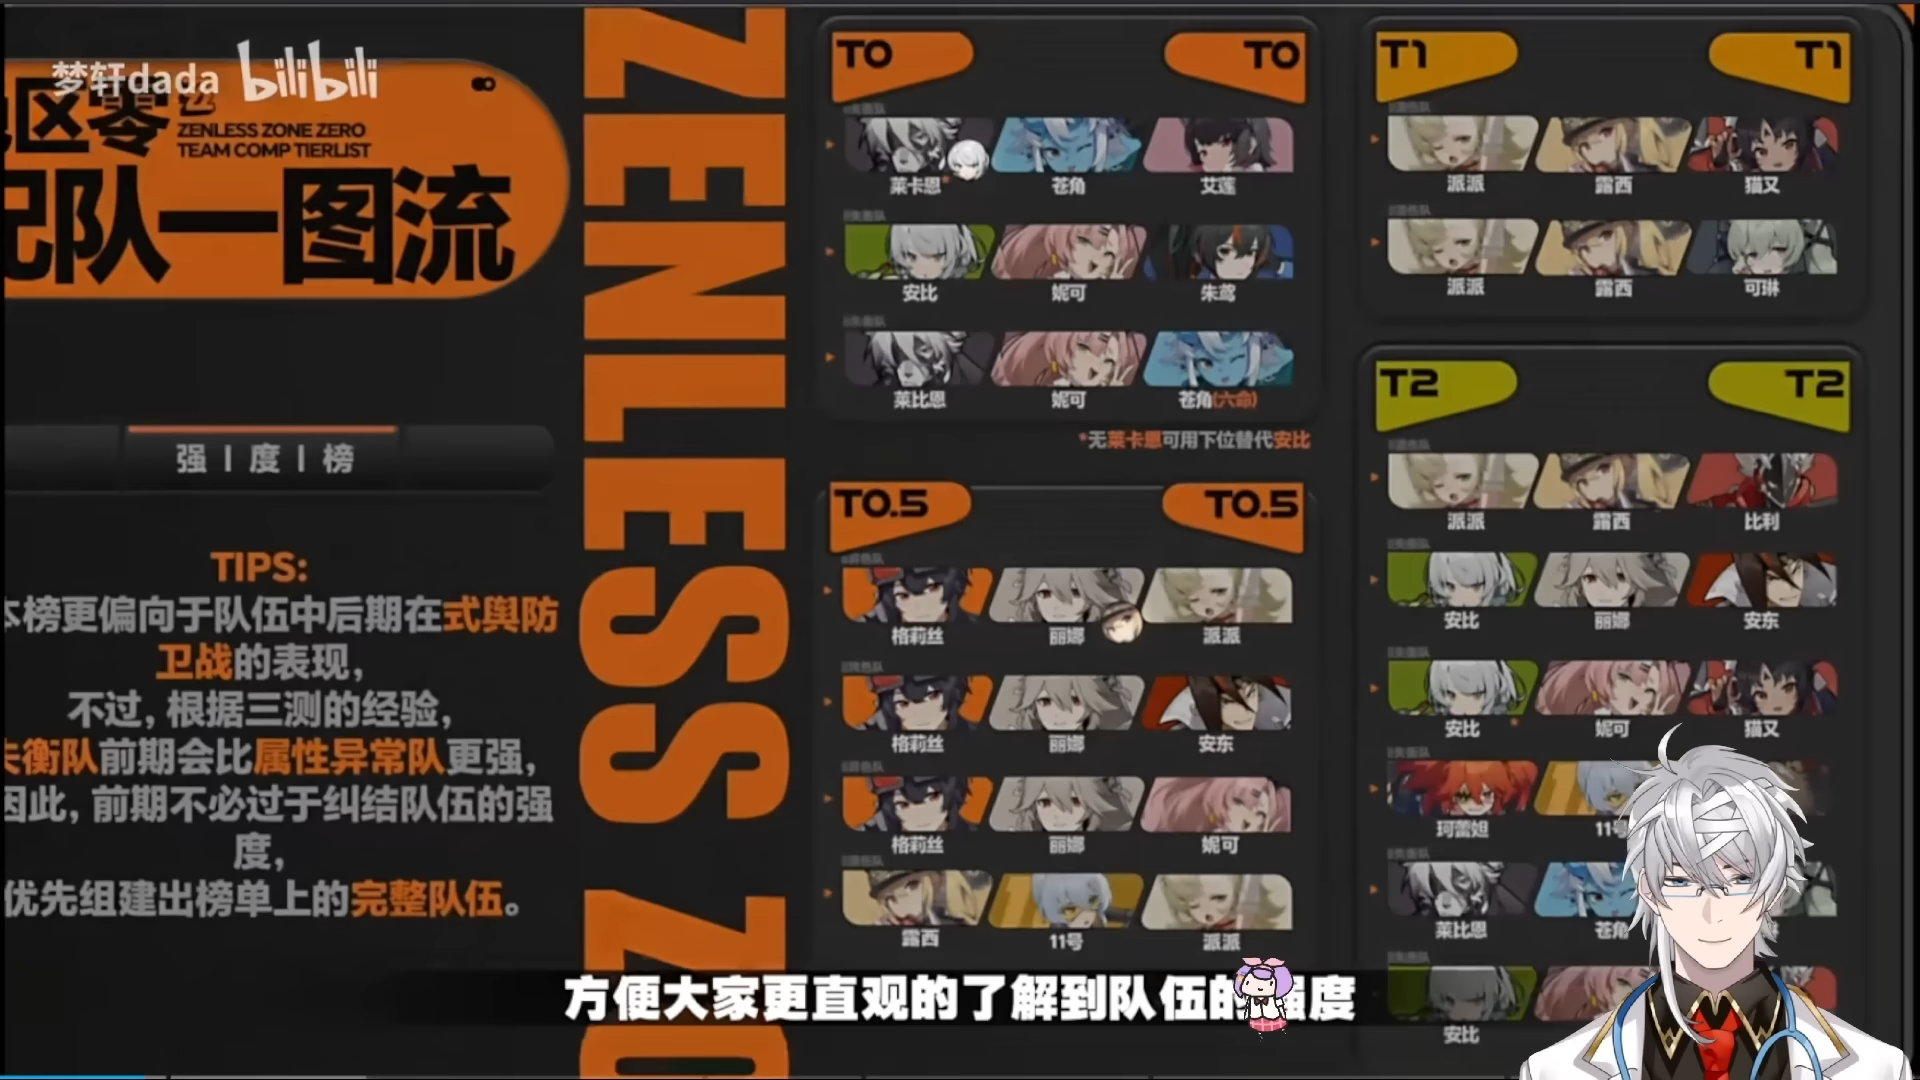 梦轩dada bilibili
区零
ZENLESS ZONE ZERO
TEAM COMP TIERLIST
配队一图流
强 | 度 | 榜
TIPS:
本榜更偏向于队伍中后期在式舆防
卫战的表现，
不过，根据三测的经验，
失衡队前期会比属性异常队更强，
因此，前期不必过于纠结队伍的强
度，
优先组建出榜单上的完整队伍。
ZENLESS ZO
T0 T0
莱卡恩* 苍角 艾莲
安比 妮可 朱鸢
莱比恩 妮可 苍角(六命)
*无莱卡恩可用下位替代安比
T0.5 T0.5
格莉丝 丽娜 派派
格莉丝 丽娜 安东
格莉丝 丽娜 妮可
露西 11号 派派
T1 T1
派派 露西 猫又
派派 露西 可琳
T2 T2
派派 露西 比利
安比 丽娜 安东
安比* 妮可 猫又
珂蕾妲 11号
莱比恩 苍角
安比
方便大家更直观的了解到队伍的强度